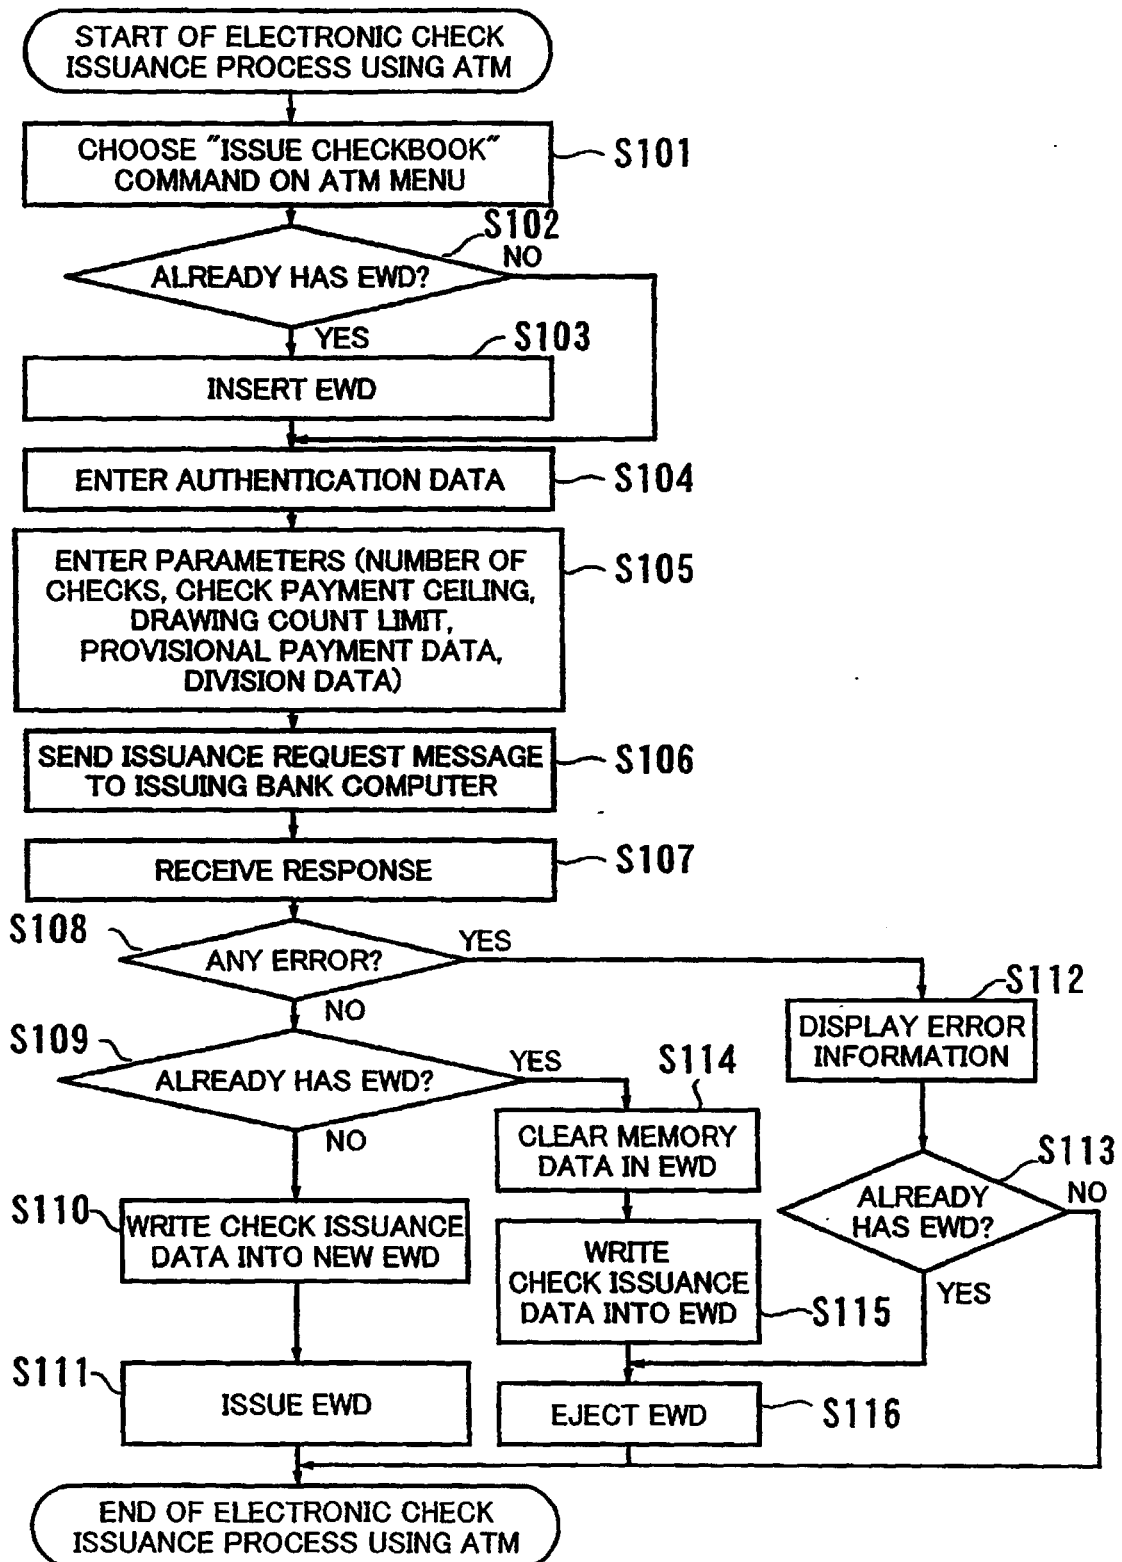 START OF ELECTRONIC CHECK
ISSUANCE PROCESS USING ATM
CHOOSE "ISSUE CHECKBOOK"
COMMAND ON ATM MENU
S101
S102
ALREADY HAS EWD?
NO
YES
S103
INSERT EWD
ENTER AUTHENTICATION DATA
S104
ENTER PARAMETERS (NUMBER OF
CHECKS, CHECK PAYMENT CEILING,
DRAWING COUNT LIMIT,
PROVISIONAL PAYMENT DATA,
DIVISION DATA)
S105
SEND ISSUANCE REQUEST MESSAGE
TO ISSUING BANK COMPUTER
S106
RECEIVE RESPONSE
S107
S108
ANY ERROR?
YES
NO
S112
DISPLAY ERROR
INFORMATION
S109
ALREADY HAS EWD?
YES
NO
S114
CLEAR MEMORY
DATA IN EWD
S113
ALREADY
HAS EWD?
NO
YES
S110
WRITE CHECK ISSUANCE
DATA INTO NEW EWD
WRITE
CHECK ISSUANCE
DATA INTO EWD
S115
S111
ISSUE EWD
EJECT EWD
S116
END OF ELECTRONIC CHECK
ISSUANCE PROCESS USING ATM